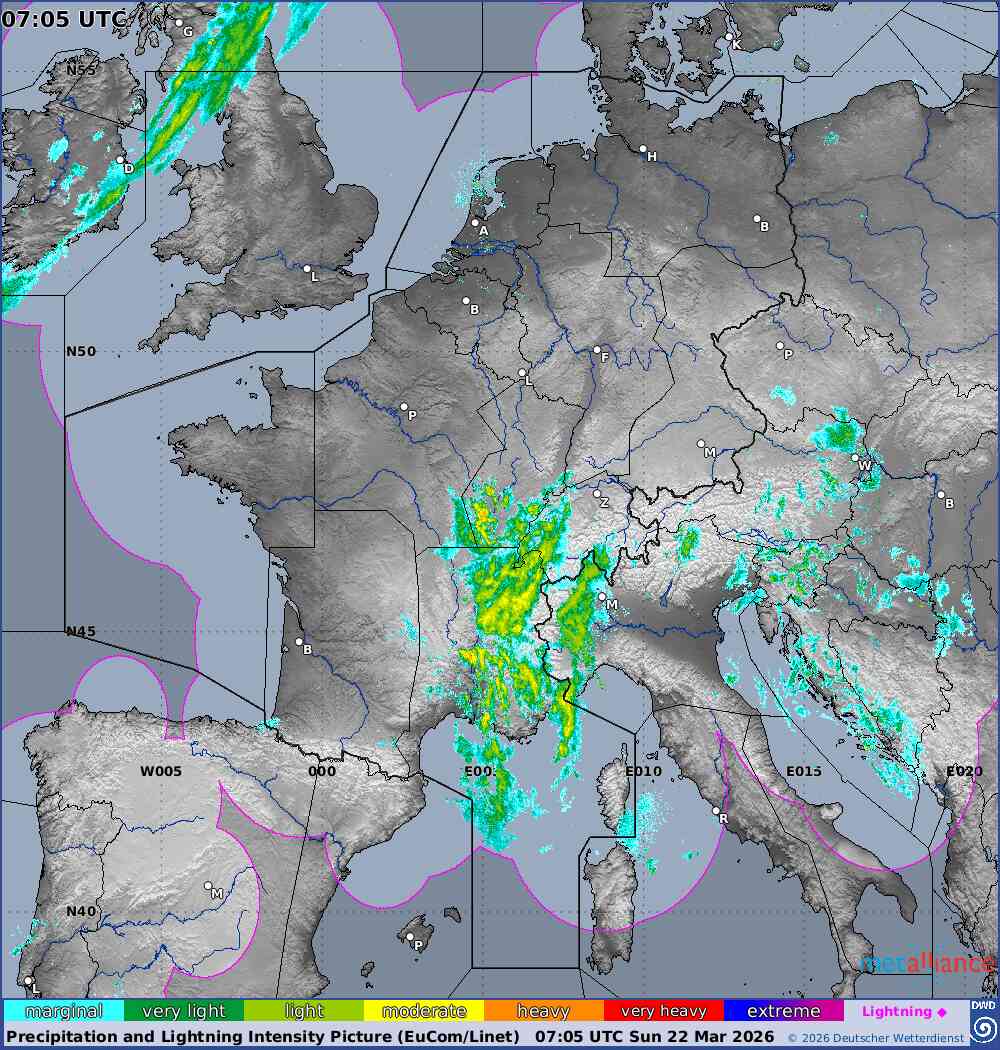 07:05 UTC
G
K
N55
H
D
B
A
L
B
N50
F
P
L
P
M
W
Z
B
M
N45
B
W005
000
E005
E010
E015
E020
R
M
N40
P
L
metalliance
marginal very light light moderate heavy very heavy extreme Lightning ◆
DWD
Precipitation and Lightning Intensity Picture (EuCom/Linet) 07:05 UTC Sun 22 Mar 2026 © 2026 Deutscher Wetterdienst